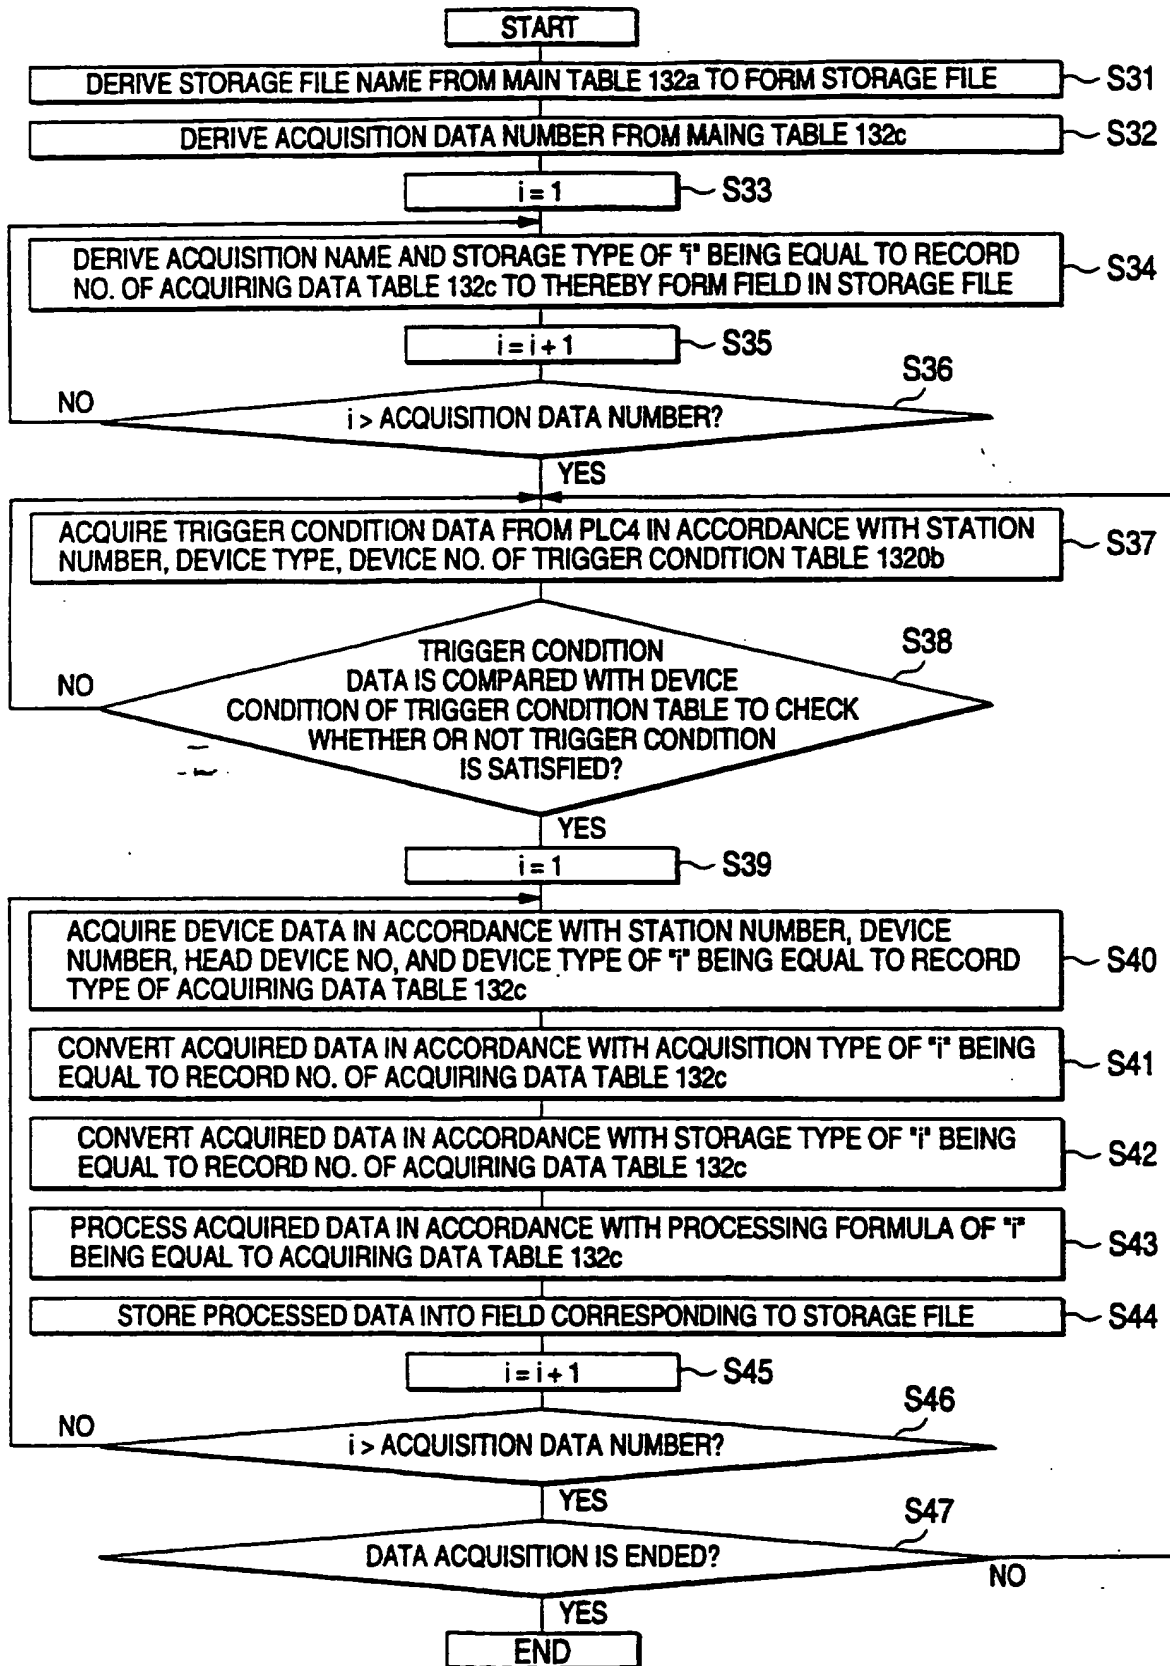 START
DERIVE STORAGE FILE NAME FROM MAIN TABLE 132a TO FORM STORAGE FILE
S31
DERIVE ACQUISITION DATA NUMBER FROM MAING TABLE 132c
S32
i = 1
S33
DERIVE ACQUISITION NAME AND STORAGE TYPE OF "i" BEING EQUAL TO RECORD
NO. OF ACQUIRING DATA TABLE 132c TO THEREBY FORM FIELD IN STORAGE FILE
S34
i = i + 1
S35
S36
NO
i > ACQUISITION DATA NUMBER?
YES
ACQUIRE TRIGGER CONDITION DATA FROM PLC4 IN ACCORDANCE WITH STATION
NUMBER, DEVICE TYPE, DEVICE NO. OF TRIGGER CONDITION TABLE 1320b
S37
S38
NO
TRIGGER CONDITION
DATA IS COMPARED WITH DEVICE
CONDITION OF TRIGGER CONDITION TABLE TO CHECK
WHETHER OR NOT TRIGGER CONDITION
IS SATISFIED?
YES
i = 1
S39
ACQUIRE DEVICE DATA IN ACCORDANCE WITH STATION NUMBER, DEVICE
NUMBER, HEAD DEVICE NO, AND DEVICE TYPE OF "i" BEING EQUAL TO RECORD
TYPE OF ACQUIRING DATA TABLE 132c
S40
CONVERT ACQUIRED DATA IN ACCORDANCE WITH ACQUISITION TYPE OF "i" BEING
EQUAL TO RECORD NO. OF ACQUIRING DATA TABLE 132c
S41
CONVERT ACQUIRED DATA IN ACCORDANCE WITH STORAGE TYPE OF "i" BEING
EQUAL TO RECORD NO. OF ACQUIRING DATA TABLE 132c
S42
PROCESS ACQUIRED DATA IN ACCORDANCE WITH PROCESSING FORMULA OF "i"
BEING EQUAL TO ACQUIRING DATA TABLE 132c
S43
STORE PROCESSED DATA INTO FIELD CORRESPONDING TO STORAGE FILE
S44
i = i + 1
S45
S46
NO
i > ACQUISITION DATA NUMBER?
YES
S47
DATA ACQUISITION IS ENDED?
NO
YES
END